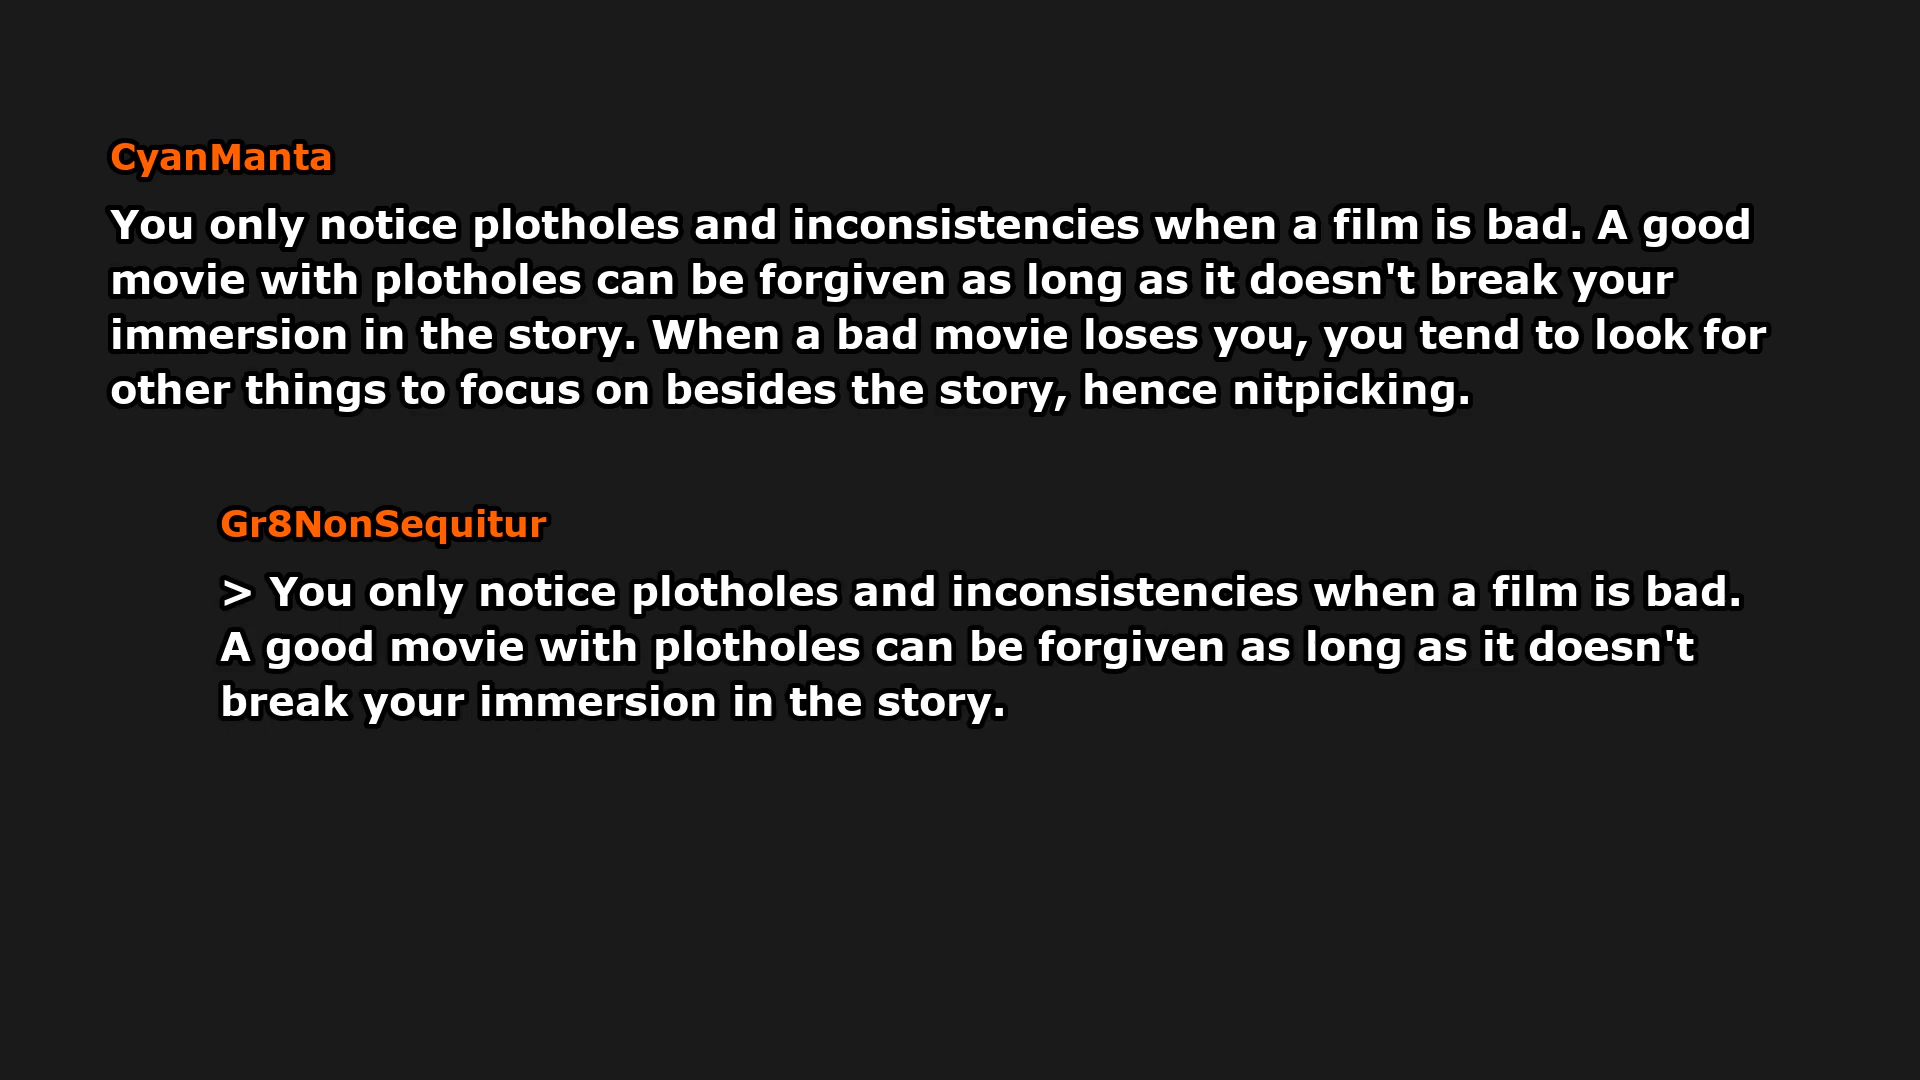 CyanManta
You only notice plotholes and inconsistencies when a film is bad. A good
movie with plotholes can be forgiven as long as it doesn't break your
immersion in the story. When a bad movie loses you, you tend to look for
other things to focus on besides the story, hence nitpicking.
Gr8NonSequitur
> You only notice plotholes and inconsistencies when a film is bad.
A good movie with plotholes can be forgiven as long as it doesn't
break your immersion in the story.